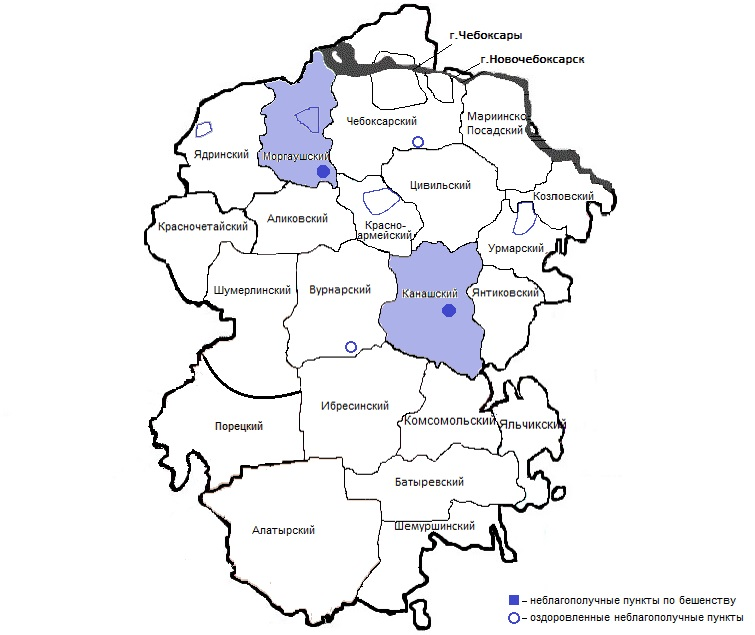 г.Чебоксары
г.Новочебоксарск
Чебоксарский
Мариинско-
Посадский
Ядринский
Моргаушский
Цивильский
Козловский
Красночетайский
Аликовский
Красно-
армейский
Урмарский
Шумерлинский
Вурнарский
Канашский
Янтиковский
Ибресинский
Порецкий
Комсомольский
Яльчикский
Батыревский
Алатырский
Шемуршинский
– неблагополучные пункты по бешенству
– оздоровленные неблагополучные пункты